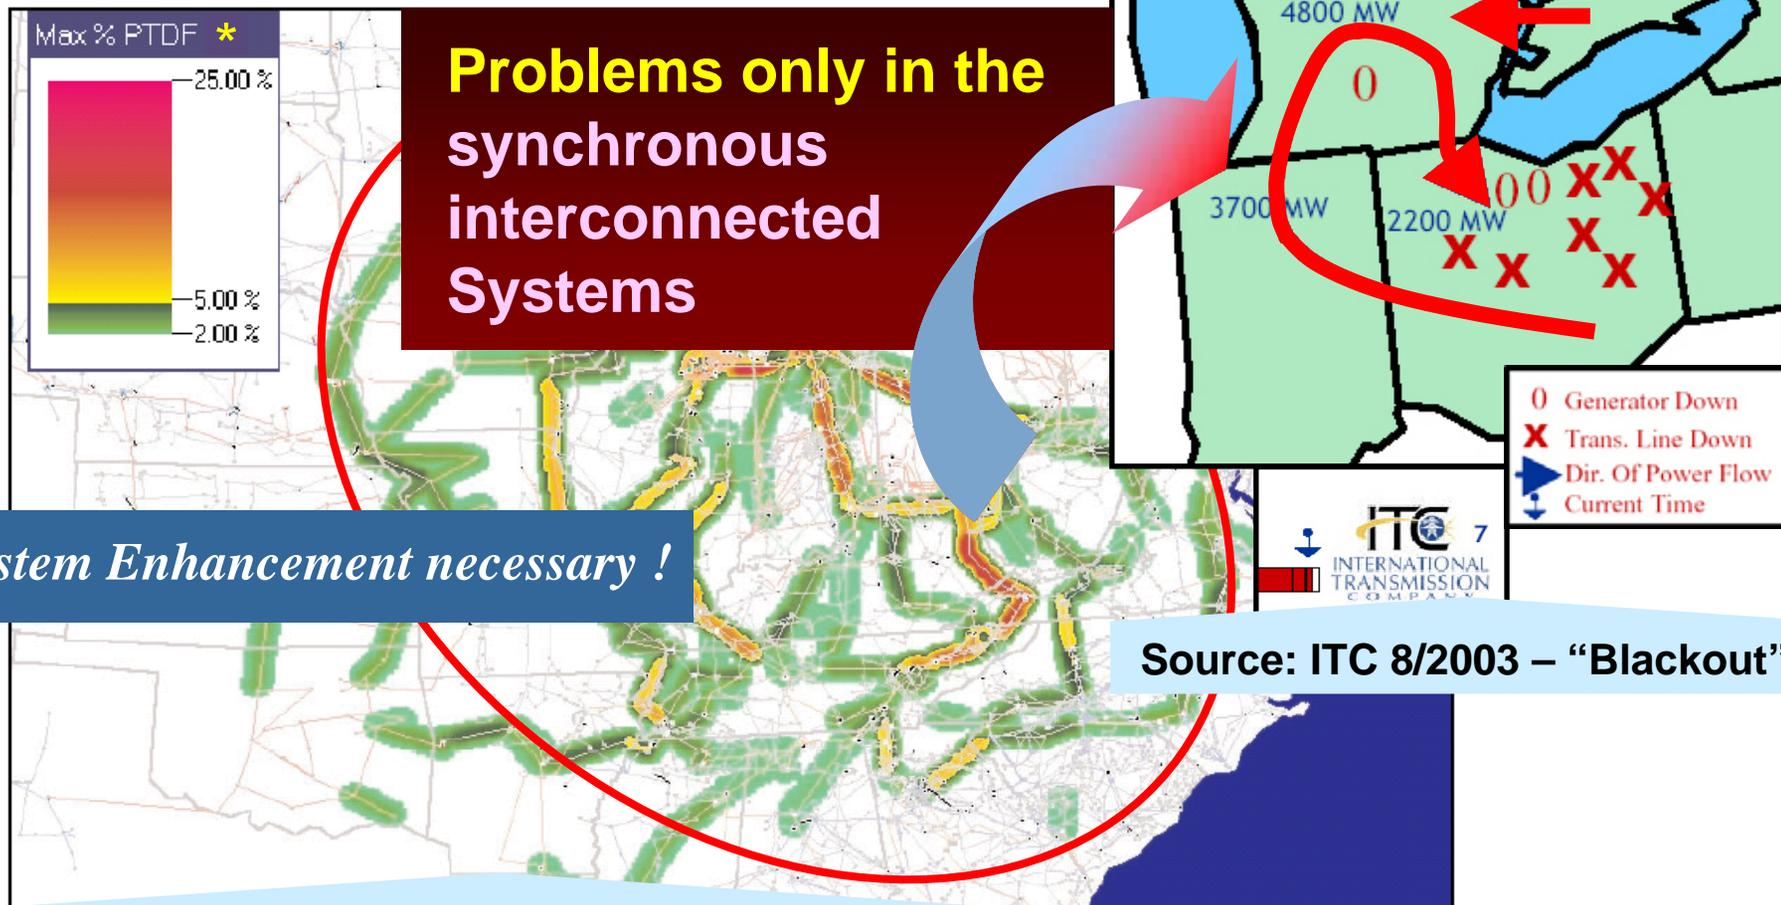 Max % PTDF *
25.00 %
5.00 %
2.00 %
Problems only in the
synchronous
interconnected
Systems
4800 MW
0
3700 MW
2200 MW
0 0
X X
X
X
X X
X
0 Generator Down
X Trans. Line Down
Dir. Of Power Flow
Current Time
stem Enhancement necessary !
ITC 7
INTERNATIONAL
TRANSMISSION
COMPANY
Source: ITC 8/2003 – “Blackout”